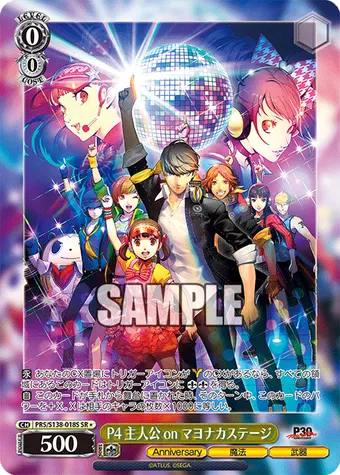 LEVEL
0
0
COST
SAMPLE
永 あなたのCX置場にトリガーアイコンが
のCXがあるなら、すべての領域にあるこのカードはトリガーアイコンに
を得る。
自 このカードが手札から舞台に置かれた時、そのターン中、このカードのパワーを＋X。Xは相手のキャラの枚数×1000に等しい。
CH PRS/S138-018S SR
POWER
500
P4 主人公 on マヨナカステージ
Anniversary
魔法
武器
P30
©ATLUS. ©SEGA.